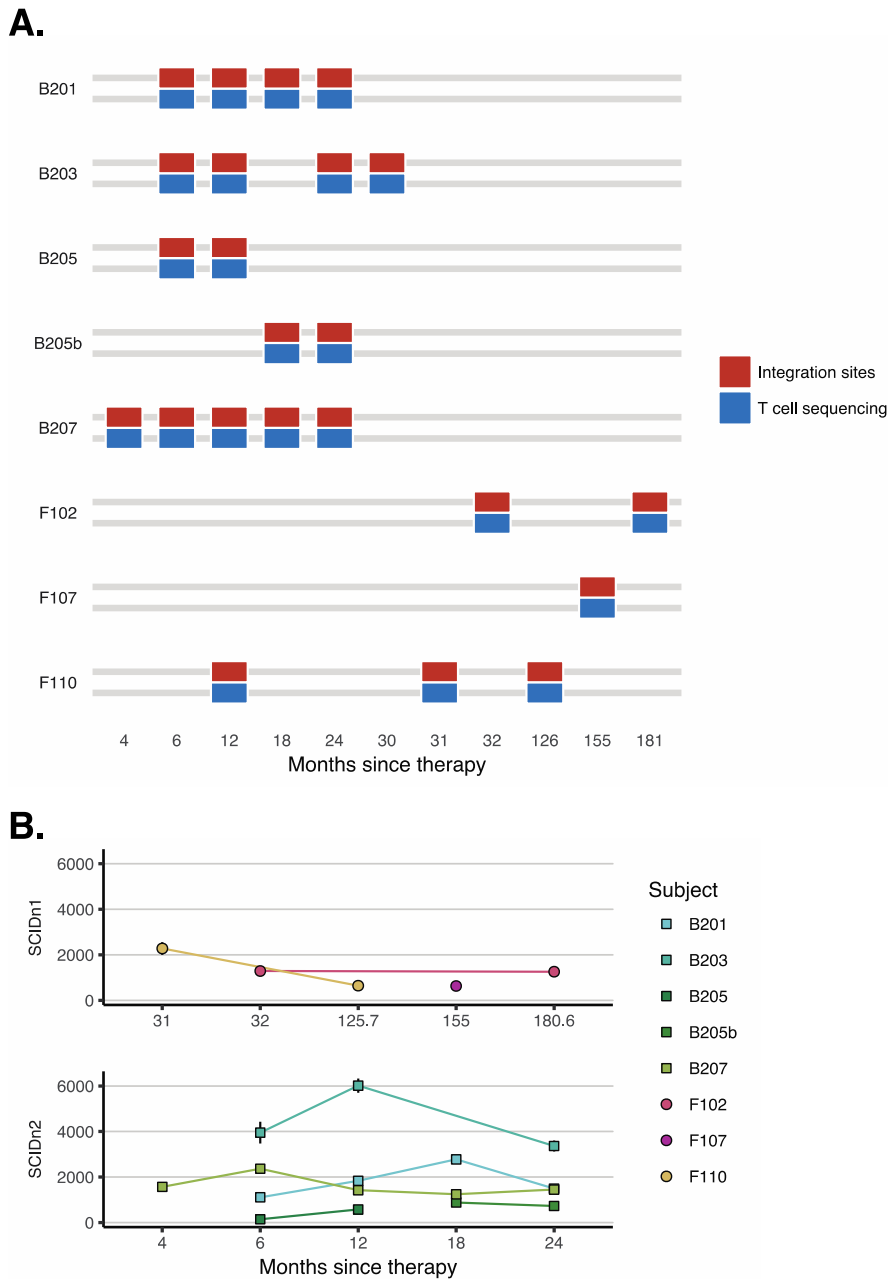 A.
B201
B203
B205
B205b
B207
F102
F107
F110
Integration sites
T cell sequencing
4 6 12 18 24 30 31 32 126 155 181
Months since therapy
B.
SCIDn1
6000
4000
2000
0
31 32 125.7 155 180.6
SCIDn2
6000
4000
2000
0
4 6 12 18 24
Months since therapy
Subject
B201
B203
B205
B205b
B207
F102
F107
F110